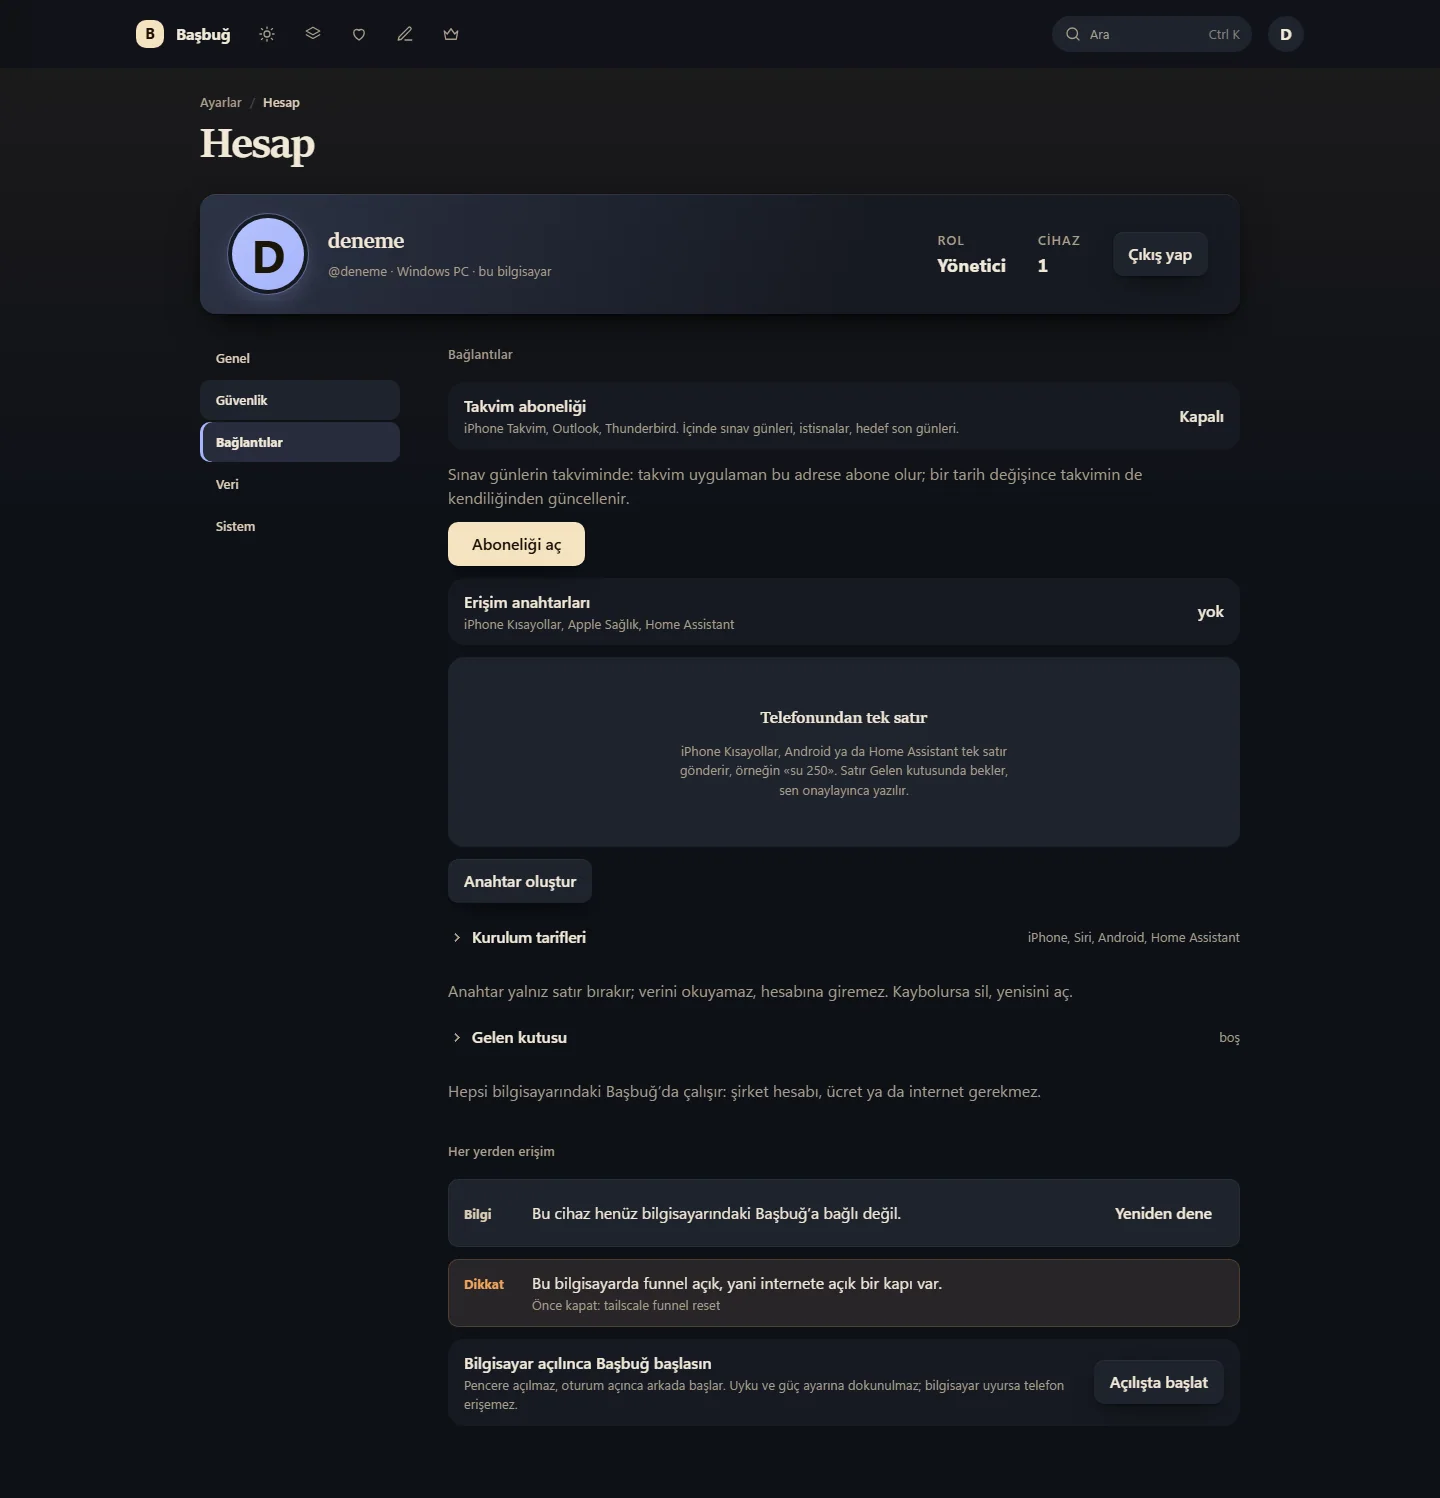 B Başbuğ
Ara Ctrl K
D
Ayarlar / Hesap
Hesap
D
deneme
@deneme · Windows PC · bu bilgisayar
ROL
Yönetici
CİHAZ
1
Çıkış yap
Genel
Güvenlik
Bağlantılar
Veri
Sistem
Bağlantılar
Takvim aboneliği
iPhone Takvim, Outlook, Thunderbird. İçinde sınav günleri, istisnalar, hedef son günleri.
Kapalı
Sınav günlerin takviminde: takvim uygulaman bu adrese abone olur; bir tarih değişince takvimin de
kendiliğinden güncellenir.
Aboneliği aç
Erişim anahtarları
iPhone Kısayollar, Apple Sağlık, Home Assistant
yok
Telefonundan tek satır
iPhone Kısayollar, Android ya da Home Assistant tek satır
gönderir, örneğin «su 250». Satır Gelen kutusunda bekler,
sen onaylayınca yazılır.
Anahtar oluştur
Kurulum tarifleri
iPhone, Siri, Android, Home Assistant
Anahtar yalnız satır bırakır; verini okuyamaz, hesabına giremez. Kaybolursa sil, yenisini aç.
Gelen kutusu
boş
Hepsi bilgisayarındaki Başbuğ’da çalışır: şirket hesabı, ücret ya da internet gerekmez.
Her yerden erişim
Bilgi
Bu cihaz henüz bilgisayarındaki Başbuğ’a bağlı değil.
Yeniden dene
Dikkat
Bu bilgisayarda funnel açık, yani internete açık bir kapı var.
Önce kapat: tailscale funnel reset
Bilgisayar açılınca Başbuğ başlasın
Pencere açılmaz, oturum açınca arkada başlar. Uyku ve güç ayarına dokunulmaz; bilgisayar uyursa telefon
erişemez.
Açılışta başlat